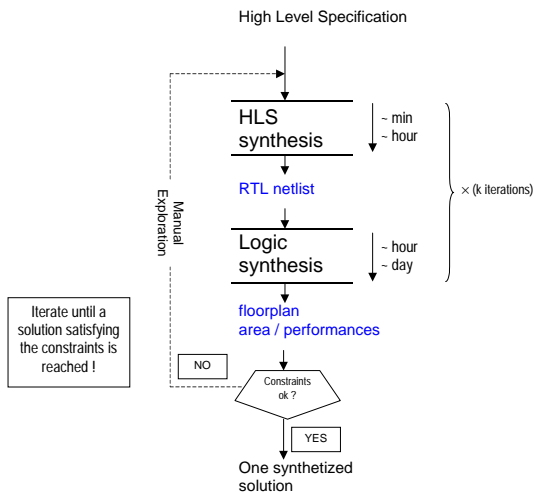 High Level Specification
HLS
synthesis
~ min
~ hour
RTL netlist
× (k iterations)
Manual
Exploration
Logic
synthesis
~ hour
~ day
floorplan
area / performances
Iterate until a
solution satisfying
the constraints is
reached !
NO
Constraints
ok ?
YES
One synthetized
solution